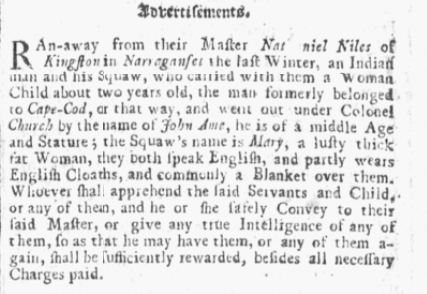 Advertisements.
RAn-away from their Master Nat niel Niles of
Kingston in Narraganset the last Winter, an Indian
man and his Squaw, who carried with them a Woman
Child about two years old, the man formerly belonged
to Cape-Cod, or that way, and went out under Colonel
Church by the name of John Ame, he is of a middle Age
and Stature; the Squaw's name is Mary, a lusty thick
fat Woman, they both speak English, and partly wears
English Cloaths, and commonly a Blanket over them.
Whoever shall apprehend the said Servants and Child,
or any of them, and he or she safely Convey to their
said Master, or give any true Intelligence of any of
them, so as that he may have them, or any of them a-
gain, shall be sufficiently rewarded, besides all necessary
Charges paid.